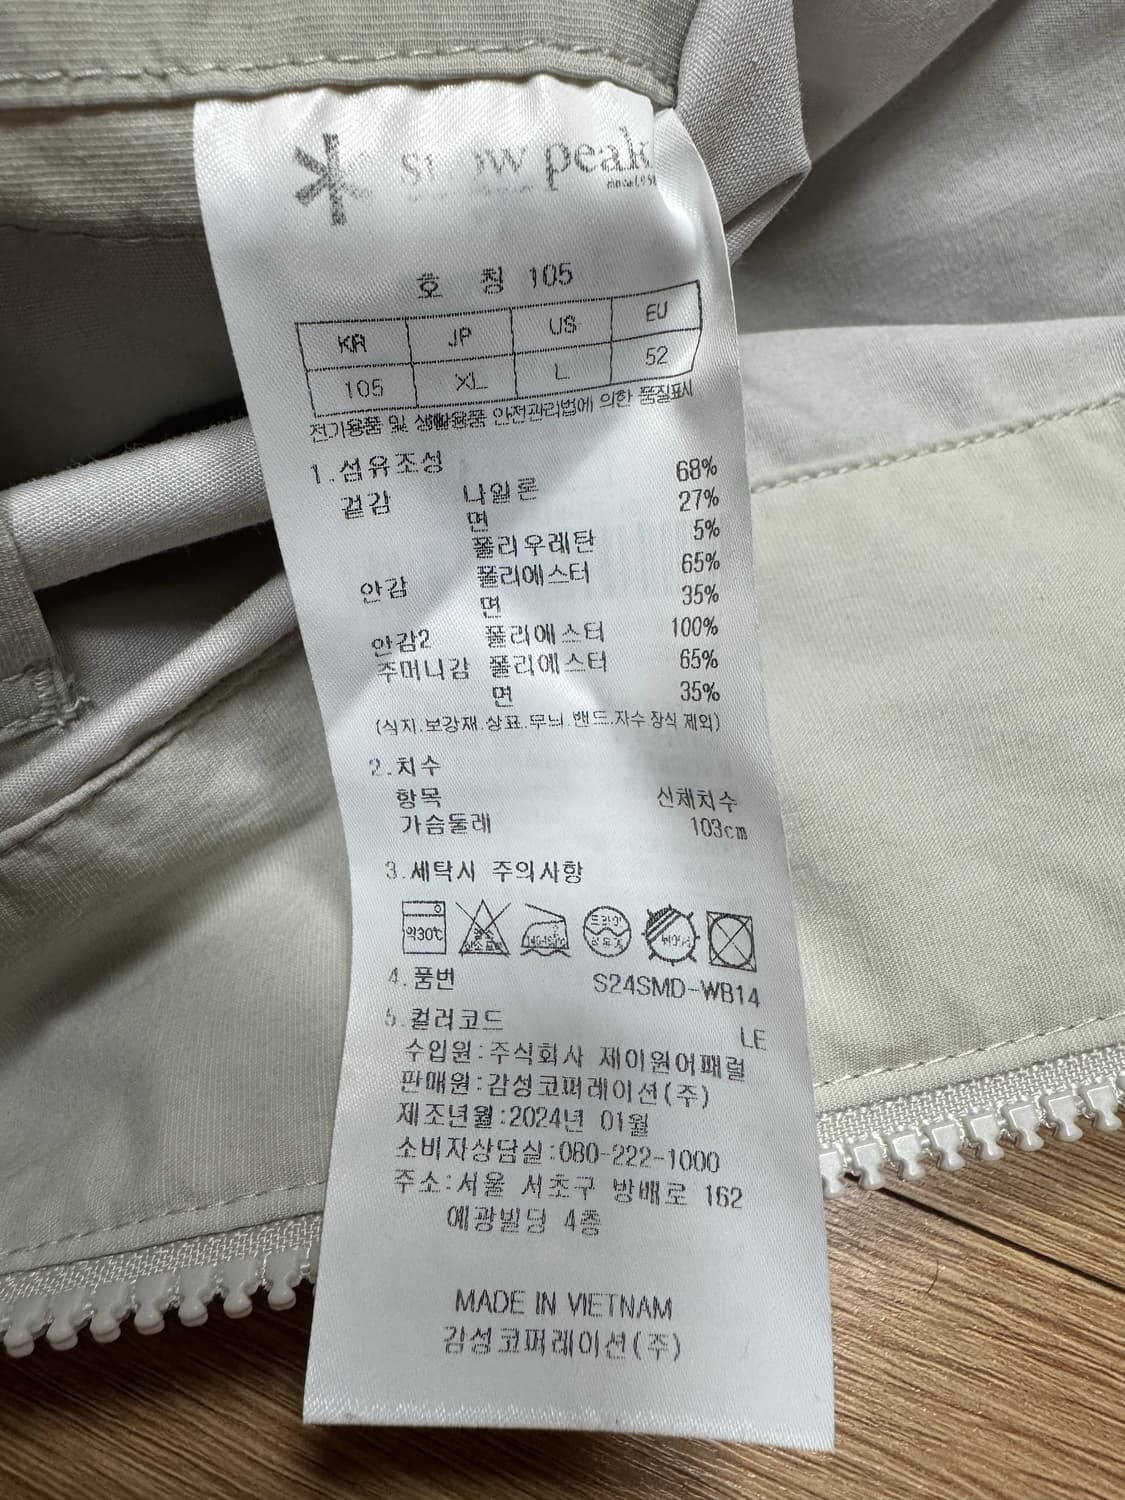 snow peak
호 칭 105
KR JP US EU
105 XL L 52
전기용품 및 생활용품 안전관리법에 의한 품질표시
1.섬유조성
겉감 나일론 68%
면 27%
폴리우레탄 5%
안감 폴리에스터 65%
면 35%
안감2 폴리에스터 100%
주머니감 폴리에스터 65%
면 35%
(식지.보강재.상표.무늬.밴드.자수장식 제외)
2.치수
항목 신체치수
가슴둘레 103cm
3.세탁시 주의사항
약30℃
4.품번 S24SMD-WB14
5.컬러코드 LE
수입원:주식회사 제이원어패럴
판매원:감성코퍼레이션(주)
제조년월:2024년 01월
소비자상담실:080-222-1000
주소:서울 서초구 방배로 162
예광빌딩 4층
MADE IN VIETNAM
감성코퍼레이션(주)